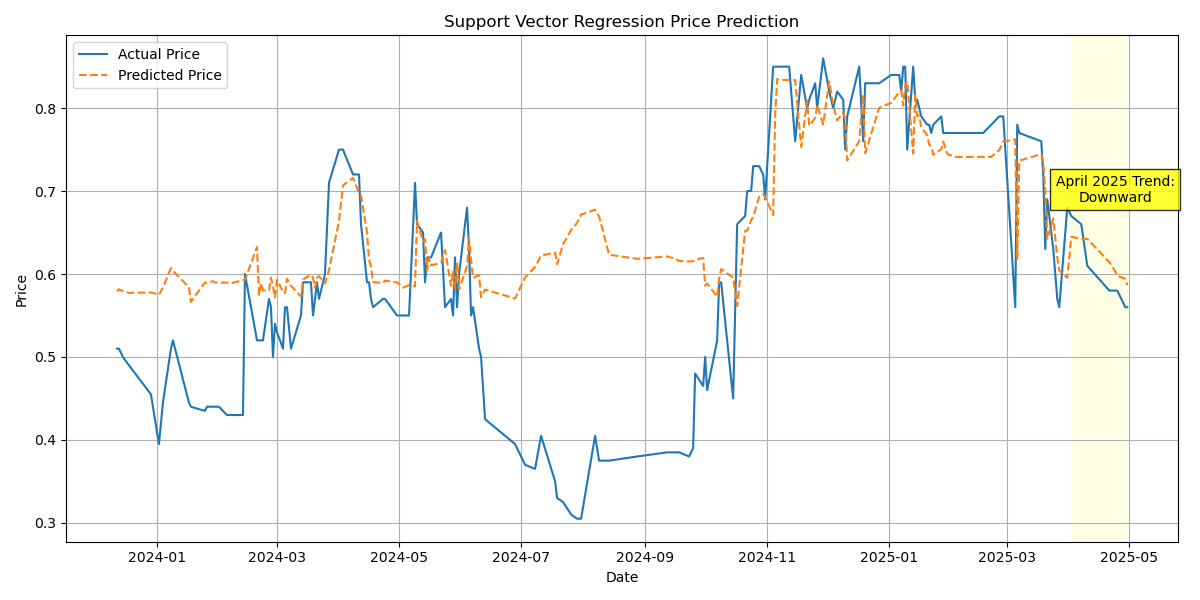 Support Vector Regression Price Prediction
Actual Price
Predicted Price
April 2025 Trend:
Downward
Price
0.8
0.7
0.6
0.5
0.4
0.3
2024-01 2024-03 2024-05 2024-07 2024-09 2024-11 2025-01 2025-03 2025-05
Date